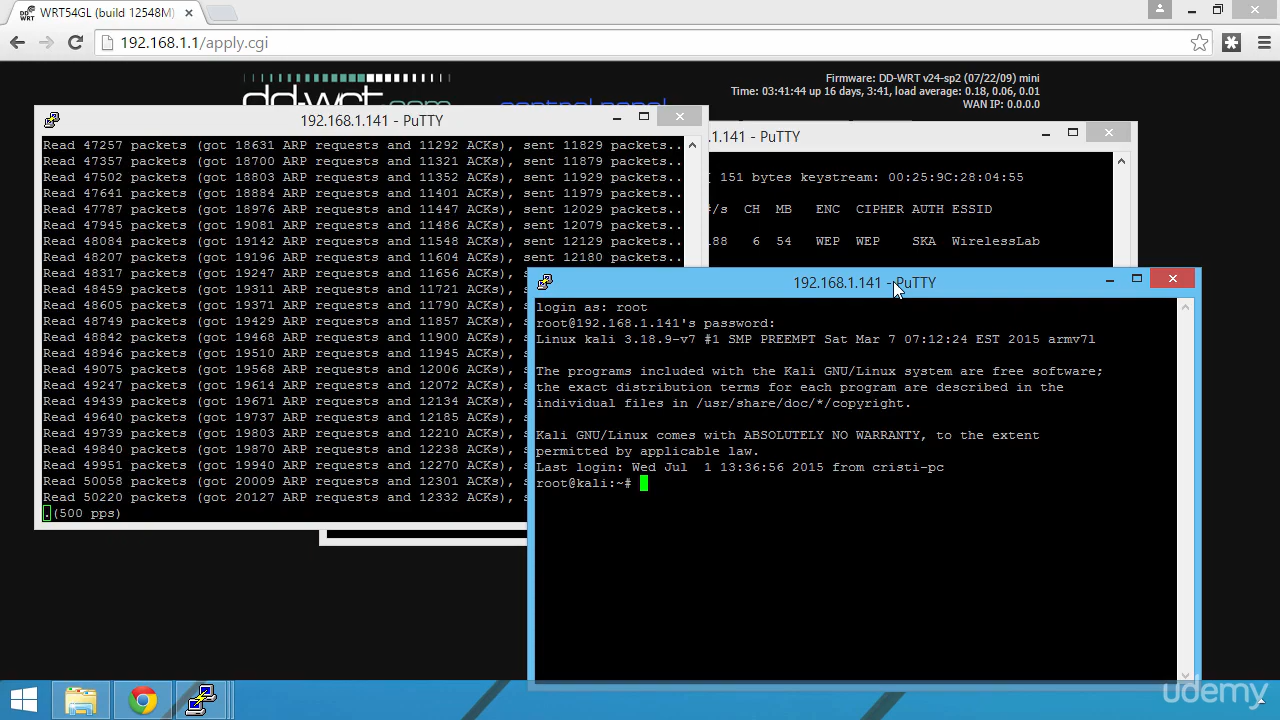 WRT54GL (build 12548M)
192.168.1.1/apply.cgi
dd-wrt.com
control panel
Firmware: DD-WRT v24-sp2 (07/22/09) mini
Time: 03:41:44 up 16 days, 3:41, load average: 0.18, 0.06, 0.01
WAN IP: 0.0.0.0
192.168.1.141 - PuTTY
Read 47257 packets (got 18631 ARP requests and 11292 ACKs), sent 11829 packets..
Read 47357 packets (got 18700 ARP requests and 11321 ACKs), sent 11879 packets..
Read 47502 packets (got 18803 ARP requests and 11352 ACKs), sent 11929 packets..
Read 47641 packets (got 18884 ARP requests and 11401 ACKs), sent 11979 packets..
Read 47787 packets (got 18976 ARP requests and 11447 ACKs), sent 12029 packets..
Read 47945 packets (got 19081 ARP requests and 11486 ACKs), sent 12079 packets..
Read 48084 packets (got 19142 ARP requests and 11548 ACKs), sent 12129 packets..
Read 48207 packets (got 19196 ARP requests and 11604 ACKs), sent 12180 packets..
Read 48317 packets (got 19247 ARP requests and 11656 ACKs), s
Read 48459 packets (got 19311 ARP requests and 11721 ACKs), s
Read 48605 packets (got 19371 ARP requests and 11790 ACKs), s
Read 48749 packets (got 19429 ARP requests and 11857 ACKs), s
Read 48842 packets (got 19468 ARP requests and 11900 ACKs), s
Read 48946 packets (got 19510 ARP requests and 11945 ACKs), s
Read 49075 packets (got 19568 ARP requests and 12006 ACKs), s
Read 49247 packets (got 19614 ARP requests and 12072 ACKs), s
Read 49439 packets (got 19671 ARP requests and 12134 ACKs), s
Read 49640 packets (got 19737 ARP requests and 12185 ACKs), s
Read 49739 packets (got 19803 ARP requests and 12210 ACKs), s
Read 49840 packets (got 19870 ARP requests and 12238 ACKs), s
Read 49951 packets (got 19940 ARP requests and 12270 ACKs), s
Read 50058 packets (got 20009 ARP requests and 12301 ACKs), s
Read 50220 packets (got 20127 ARP requests and 12332 ACKs), s
.(500 pps)
.1.141 - PuTTY
[ 151 bytes keystream: 00:25:9C:28:04:55
#/s CH MB ENC CIPHER AUTH ESSID
188 6 54 WEP WEP SKA WirelessLab
192.168.1.141 - PuTTY
login as: root
root@192.168.1.141's password:
Linux kali 3.18.9-v7 #1 SMP PREEMPT Sat Mar 7 07:12:24 EST 2015 armv7l
The programs included with the Kali GNU/Linux system are free software;
the exact distribution terms for each program are described in the
individual files in /usr/share/doc/*/copyright.
Kali GNU/Linux comes with ABSOLUTELY NO WARRANTY, to the extent
permitted by applicable law.
Last login: Wed Jul 1 13:36:56 2015 from cristi-pc
root@kali:~#
udemy